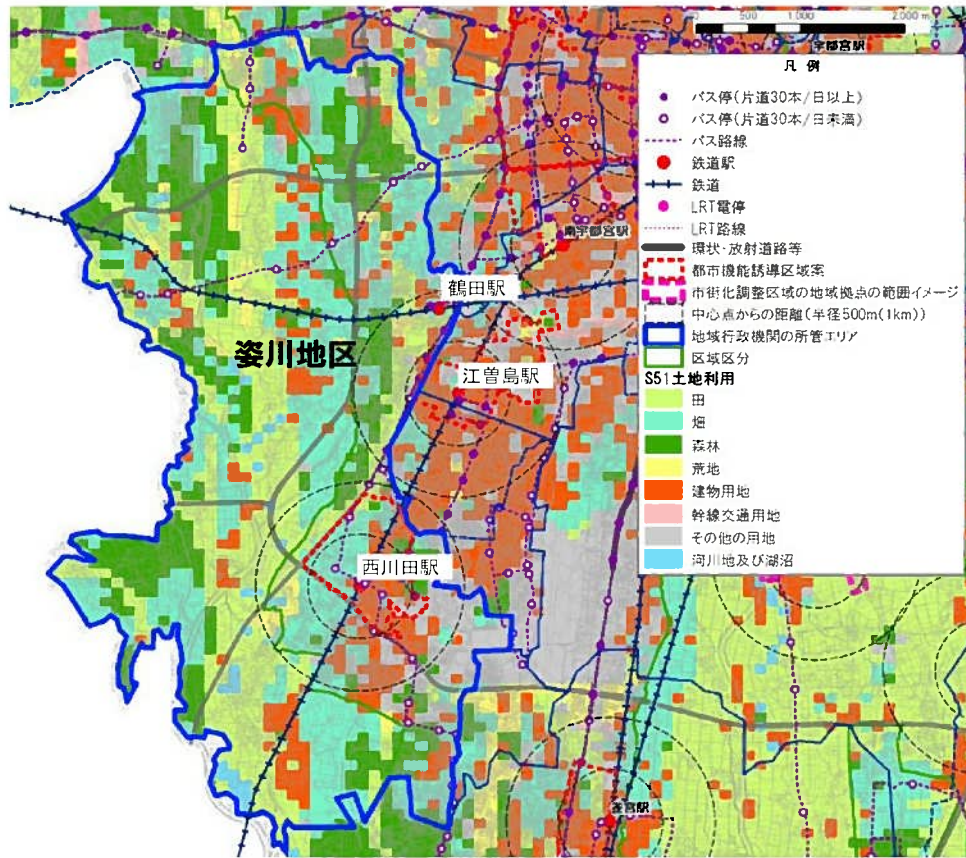 0 500 1,000 2,000 m
宇都宮駅
凡 例
バス停(片道30本/日以上)
バス停(片道30本/日未満)
バス路線
鉄道駅
鉄道
LRT電停
LRT路線
環状・放射道路等
都市機能誘導区域案
市街化調整区域の地域拠点の範囲イメージ
中心点からの距離(半径500m(1km))
地域行政機関の所管エリア
区域区分
S51土地利用
田
畑
森林
荒地
建物用地
幹線交通用地
その他の用地
河川地及び湖沼
南宇都宮駅
鶴田駅
姿川地区
江曽島駅
西川田駅
雀宮駅